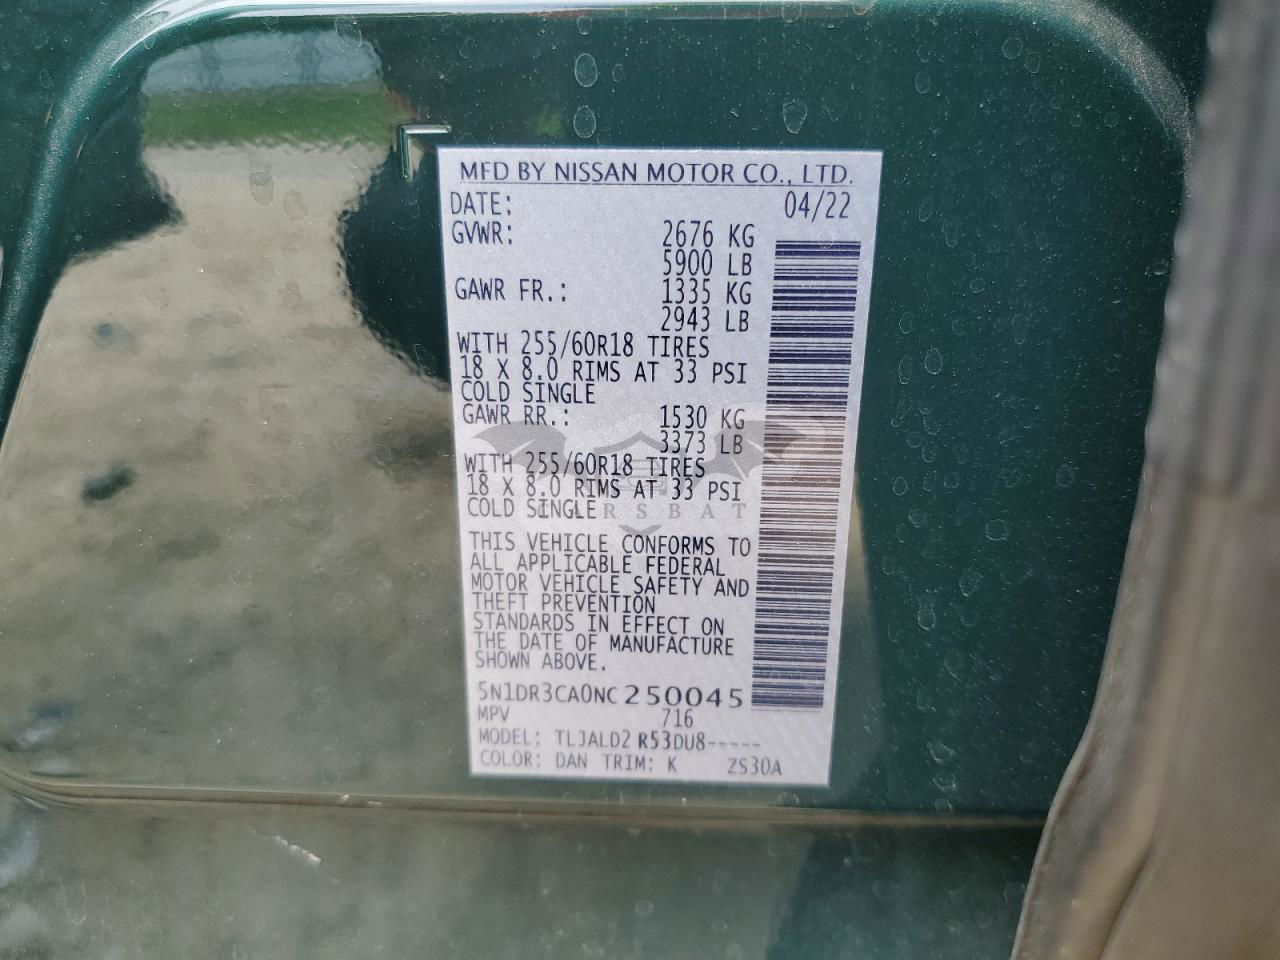 MFD BY NISSAN MOTOR CO., LTD.
DATE: 04/22
GVWR: 2676 KG
5900 LB
GAWR FR.: 1335 KG
2943 LB
WITH 255/60R18 TIRES
18 X 8.0 RIMS AT 33 PSI
COLD SINGLE
GAWR RR.: 1530 KG
3373 LB
WITH 255/60R18 TIRES
18 X 8.0 RIMS AT 33 PSI
COLD SINGLE
CARSBAT
THIS VEHICLE CONFORMS TO
ALL APPLICABLE FEDERAL
MOTOR VEHICLE SAFETY AND
THEFT PREVENTION
STANDARDS IN EFFECT ON
THE DATE OF MANUFACTURE
SHOWN ABOVE.
5N1DR3CA0NC250045
MPV 716
MODEL: TLJALD2 R53DU8-----
COLOR: DAN TRIM: K ZS30A